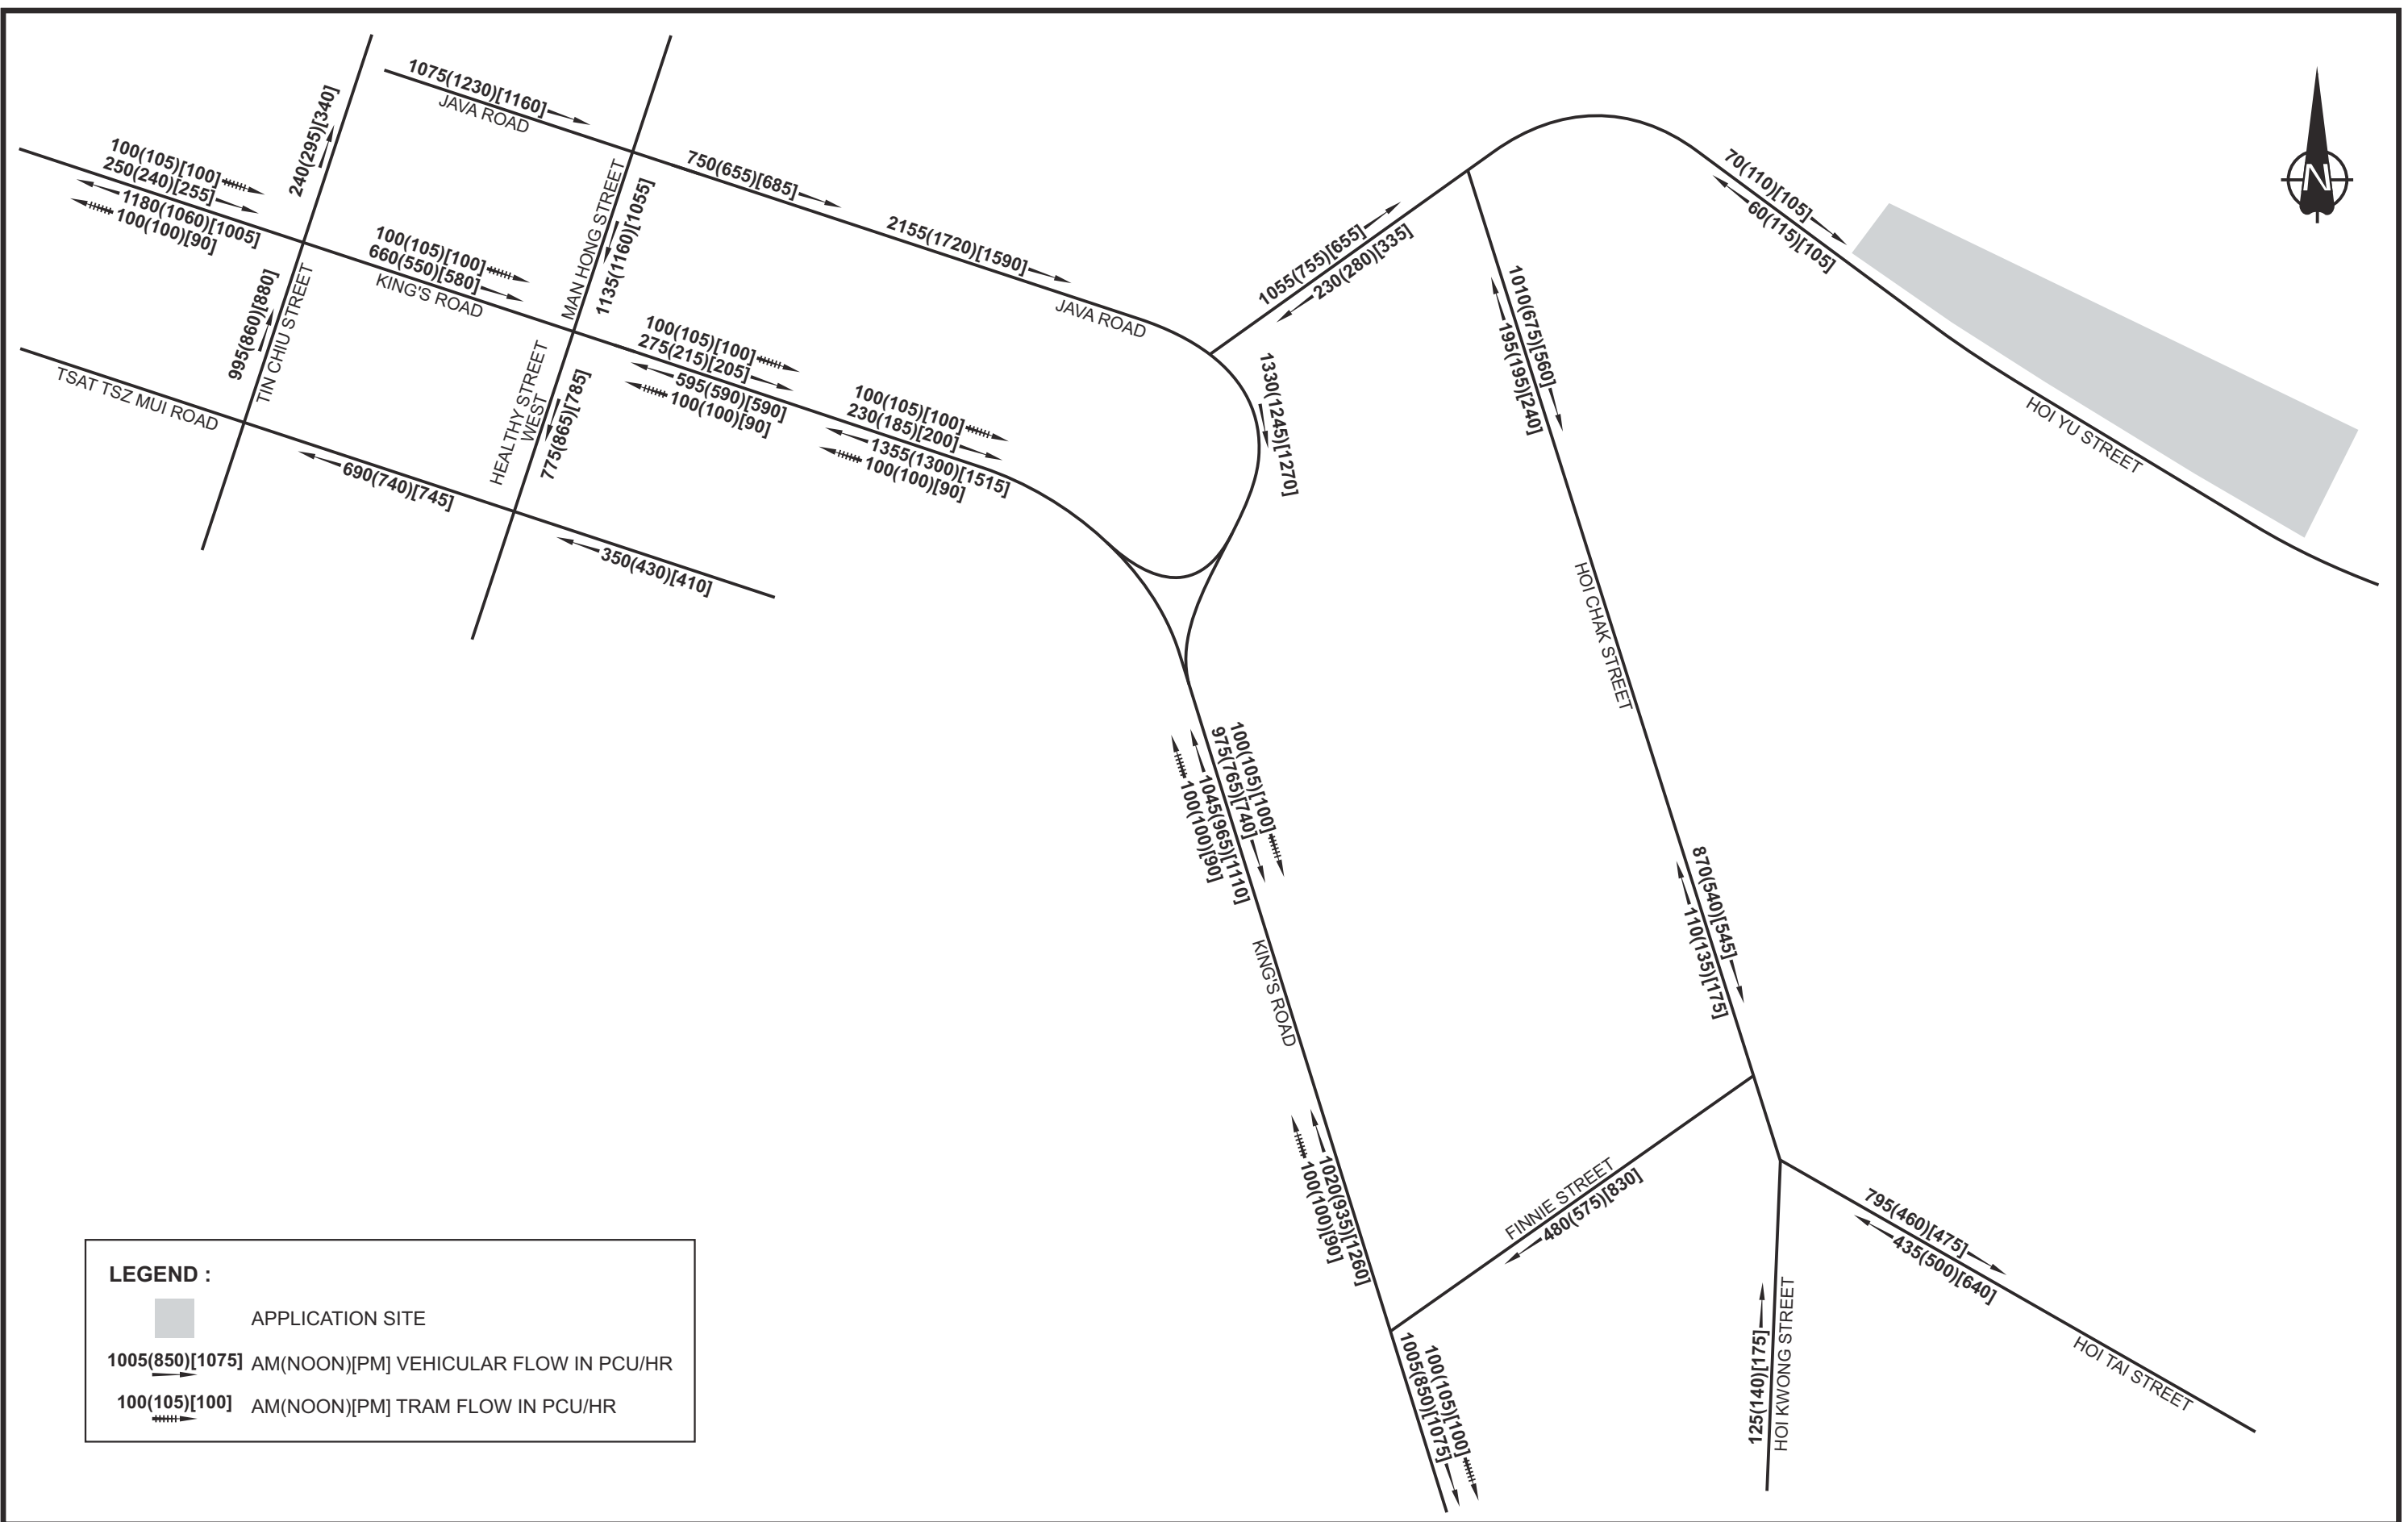 1075(1230)[1160]
JAVA ROAD
240(295)[340]
100(105)[100]
250(240)[255]
1180(1060)[1005]
100(100)[90]
750(655)[685]
MAN HONG STREET
1135(1160)[1055]
2155(1720)[1590]
JAVA ROAD
100(105)[100]
660(550)[580]
KING'S ROAD
995(860)[880]
TIN CHIU STREET
TSAT TSZ MUI ROAD
690(740)[745]
HEALTHY STREET
WEST
775(865)[785]
350(430)[410]
100(105)[100]
275(215)[205]
595(590)[590]
100(100)[90]
100(105)[100]
230(185)[200]
1355(1300)[1515]
100(100)[90]
1055(755)[655]
230(280)[335]
1330(1245)[1270]
70(110)[105]
60(115)[105]
N
1010(675)[560]
195(195)[240]
HOI YU STREET
HOI CHAK STREET
100(105)[100]
975(765)[740]
1045(965)[1110]
100(100)[90]
KING'S ROAD
870(540)[545]
110(135)[175]
1020(935)[1260]
100(100)[90]
FINNIE STREET
480(575)[830]
795(460)[475]
435(500)[640]
HOI TAI STREET
125(140)[175]
HOI KWONG STREET
100(105)[100]
1005(850)[1075]
LEGEND :
APPLICATION SITE
1005(850)[1075] AM(NOON)[PM] VEHICULAR FLOW IN PCU/HR
100(105)[100] AM(NOON)[PM] TRAM FLOW IN PCU/HR